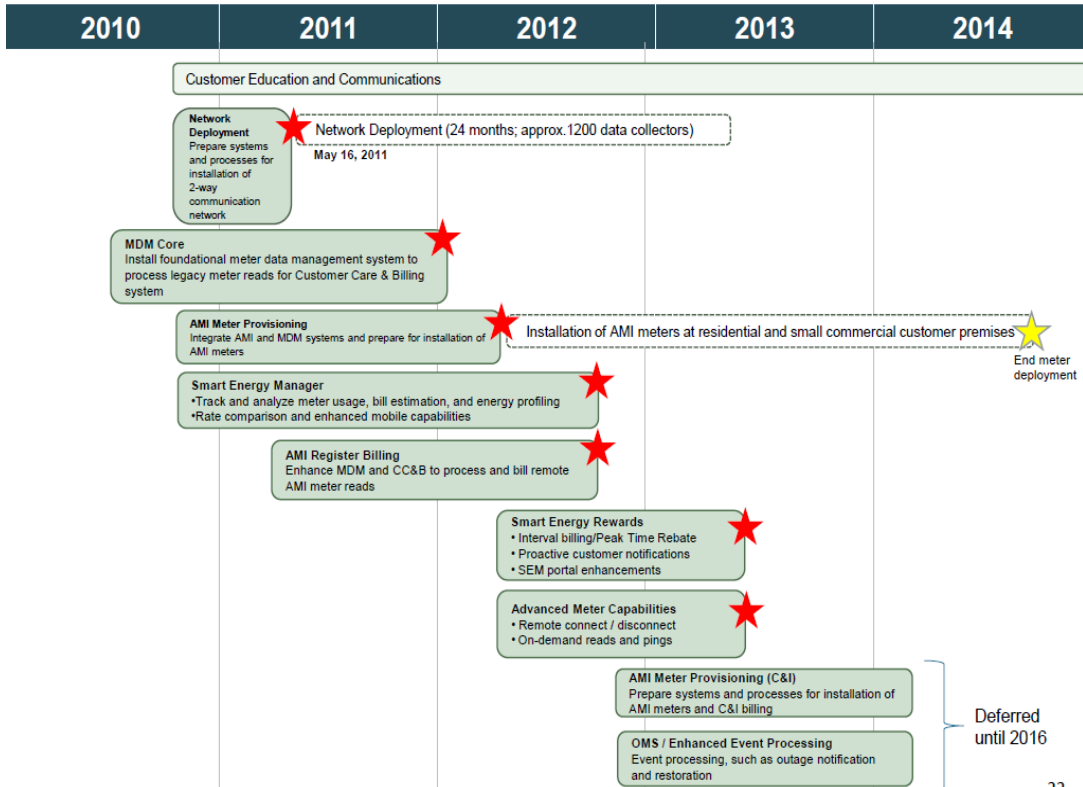 2010 2011 2012 2013 2014
Customer Education and Communications
Network
Deployment
Prepare systems
and processes for
installation of
2-way
communication
network
Network Deployment (24 months; approx.1200 data collectors)
May 16, 2011
MDM Core
Install foundational meter data management system to
process legacy meter reads for Customer Care & Billing
system
AMI Meter Provisioning
Integrate AMI and MDM systems and prepare for installation of
AMI meters
Installation of AMI meters at residential and small commercial customer premises
End meter
deployment
Smart Energy Manager
•Track and analyze meter usage, bill estimation, and energy profiling
•Rate comparison and enhanced mobile capabilities
AMI Register Billing
Enhance MDM and CC&B to process and bill remote
AMI meter reads
Smart Energy Rewards
• Interval billing/Peak Time Rebate
• Proactive customer notifications
• SEM portal enhancements
Advanced Meter Capabilities
• Remote connect / disconnect
• On-demand reads and pings
AMI Meter Provisioning (C&I)
Prepare systems and processes for installation of
AMI meters and C&I billing
OMS / Enhanced Event Processing
Event processing, such as outage notification
and restoration
Deferred
until 2016